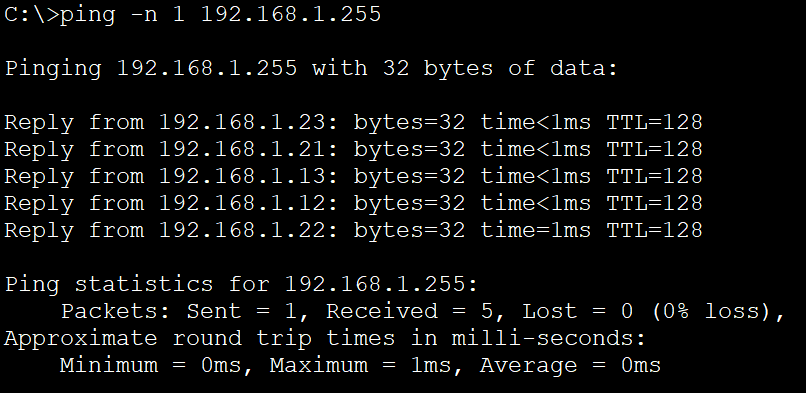 C:\>ping -n 1 192.168.1.255
Pinging 192.168.1.255 with 32 bytes of data:
Reply from 192.168.1.23: bytes=32 time<1ms TTL=128
Reply from 192.168.1.21: bytes=32 time<1ms TTL=128
Reply from 192.168.1.13: bytes=32 time<1ms TTL=128
Reply from 192.168.1.12: bytes=32 time<1ms TTL=128
Reply from 192.168.1.22: bytes=32 time=1ms TTL=128
Ping statistics for 192.168.1.255:
    Packets: Sent = 1, Received = 5, Lost = 0 (0% loss),
Approximate round trip times in milli-seconds:
    Minimum = 0ms, Maximum = 1ms, Average = 0ms